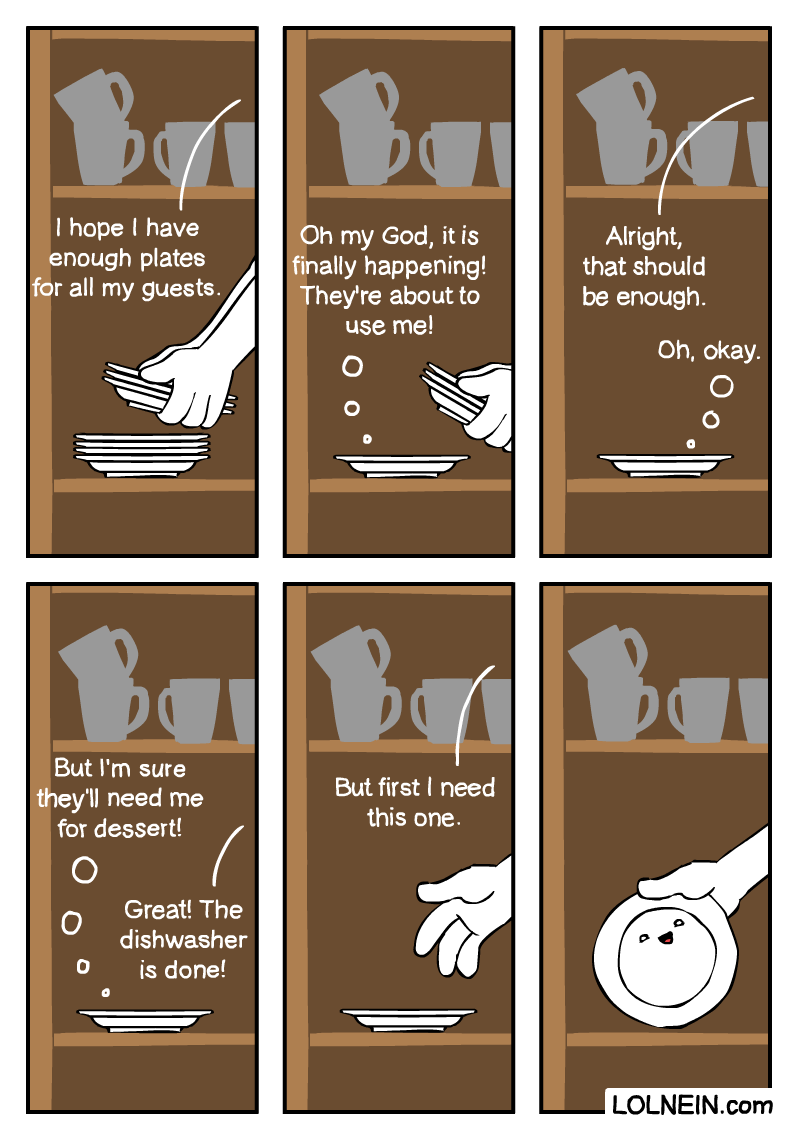 I hope I have
enough plates
for all my guests.
Oh my God, it is
finally happening!
They're about to
use me!
Alright,
that should
be enough.
Oh, okay.
But I'm sure
they'll need me
for dessert!
Great! The
dishwasher
is done!
But first I need
this one.
LOLNEIN.com